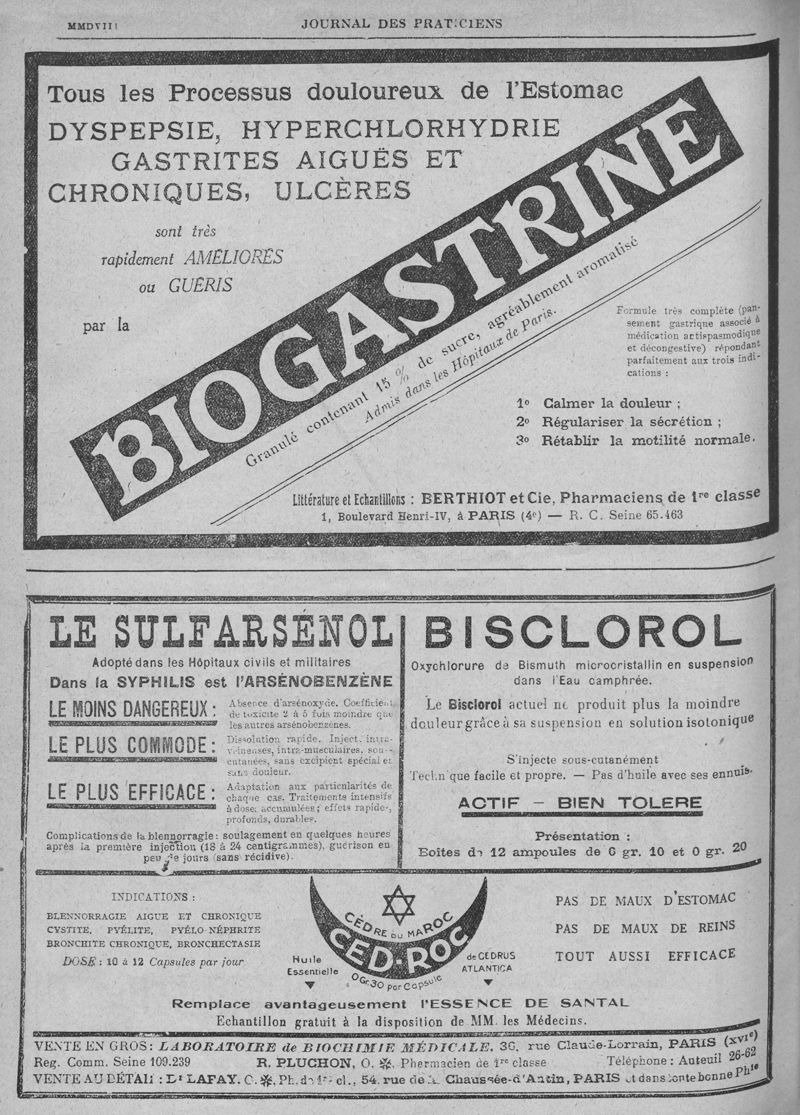 MMDVIII
JOURNAL DES PRATICIENS
Tous les Processus douloureux de l'Estomac
DYSPEPSIE, HYPERCHLORHYDRIE
GASTRITES AIGUËS ET
CHRONIQUES, ULCÈRES
sont très
rapidement AMÉLIORÉS
ou GUÉRIS
par la
BIOGASTRINE
Granulé contenant 15 % de sucre, agréablement aromatisé
Admis dans les Hôpitaux de Paris.
Formule très complète (pan-
sement gastrique associé à
médication antispasmodique
et décongestive) répondant
parfaitement aux trois indi-
cations :
1º Calmer la douleur ;
2º Régulariser la sécrétion ;
3º Rétablir la motilité normale.
Littérature et Echantillons : BERTHIOT et Cie, Pharmaciens de 1re classe
1, Boulevard Henri-IV, à PARIS (4e) — R. C. Seine 65.463
LE SULFARSÉNOL
Adopté dans les Hôpitaux civils et militaires
Dans la SYPHILIS est l'ARSÉNOBENZÈNE
LE MOINS DANGEREUX :
Absence d'arsénoxyde. Coefficient
de toxicite 2 à 5 fois moindre que
les autres arsénobenzènes.
LE PLUS COMMODE :
Dissolution rapide. Inject. intra-
veineuses, intra-musculaires, sous-
cutanées, sans excipient spécial et
sans douleur.
LE PLUS EFFICACE :
Adaptation aux particularités de
chaque cas. Traitements intensifs
à doses accumulées ; effets rapides,
profonds, durables.
Complications de la blennorragie : soulagement en quelques heures
après la première injection (18 à 24 centigrammes), guérison en
peu de jours (sans récidive).
BISCLOROL
Oxychlorure de Bismuth microcristallin en suspension
dans l'Eau camphrée.
Le Bisclorol actuel ne produit plus la moindre
douleur grâce à sa suspension en solution isotonique
S'injecte sous-cutanément
Technique facile et propre. — Pas d'huile avec ses ennuis.
ACTIF — BIEN TOLERE
Présentation :
Boîtes de 12 ampoules de 0 gr. 10 et 0 gr. 20
INDICATIONS :
BLENNORRAGIE AIGUE ET CHRONIQUE
CYSTITE, PYÉLITE, PYÉLO-NÉPHRITE
BRONCHITE CHRONIQUE, BRONCHECTASIE
DOSE : 10 à 12 Capsules par jour
CÈDRE DU MAROC
CED-ROC
0 Gr. 30 par Capsule
Huile
Essentielle
de CEDRUS
ATLANTICA
PAS DE MAUX D'ESTOMAC
PAS DE MAUX DE REINS
TOUT AUSSI EFFICACE
Remplace avantageusement l'ESSENCE DE SANTAL
Echantillon gratuit à la disposition de MM. les Médecins.
VENTE EN GROS : LABORATOIRE de BIOCHIMIE MÉDICALE, 36, rue Claude-Lorrain, PARIS (XVIe)
Reg. Comm. Seine 109.239 R. PLUCHON, O. ✻, Pharmacien de 1re classe Téléphone : Auteuil 26-62
VENTE AU DÉTAIL : Dr LAFAY, O. ✻, Ph. de 1re cl., 54, rue de la Chaussée-d'Antin, PARIS et dans toute bonne Phie